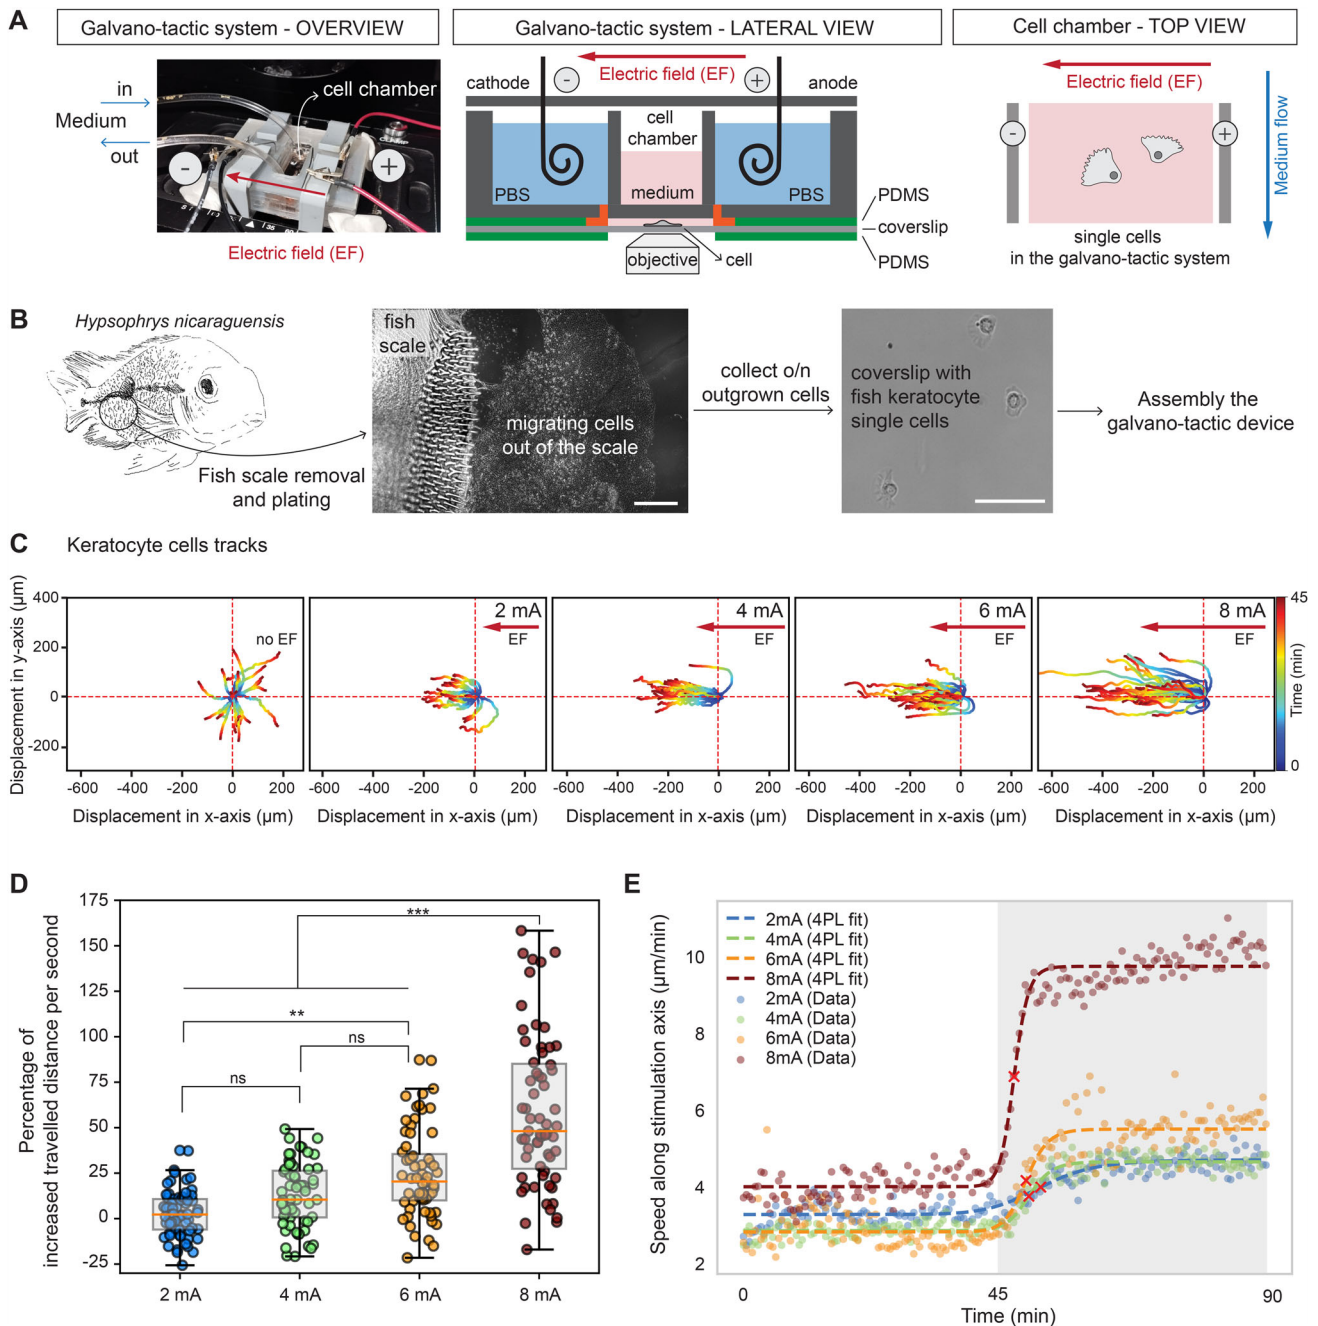 A
Galvano-tactic system - OVERVIEW
Galvano-tactic system - LATERAL VIEW
Cell chamber - TOP VIEW
in
Medium
out
cell chamber
-
+
Electric field (EF)
cathode
-
Electric field (EF)
+
anode
cell
chamber
PBS
medium
PBS
PDMS
coverslip
PDMS
objective
cell
Electric field (EF)
-
+
Medium flow
single cells
in the galvano-tactic system
B
Hypsophrys nicaraguensis
Fish scale removal
and plating
fish
scale
migrating cells
out of the scale
collect o/n
outgrown cells
coverslip with
fish keratocyte
single cells
Assembly the
galvano-tactic device
C
Keratocyte cells tracks
Displacement in y-axis (μm)
400
200
0
-200
no EF
2 mA
EF
4 mA
EF
6 mA
EF
8 mA
EF
45
Time (min)
0
-600 -400 -200 0 200
-600 -400 -200 0 200
-600 -400 -200 0 200
-600 -400 -200 0 200
-600 -400 -200 0 200
Displacement in x-axis (μm)
Displacement in x-axis (μm)
Displacement in x-axis (μm)
Displacement in x-axis (μm)
Displacement in x-axis (μm)
D
Percentage of
increased travelled distance per second
175
150
125
100
75
50
25
0
-25
***
**
ns
ns
2 mA
4 mA
6 mA
8 mA
E
Speed along stimulation axis (μm/min)
10
8
6
4
2
2mA (4PL fit)
4mA (4PL fit)
6mA (4PL fit)
8mA (4PL fit)
2mA (Data)
4mA (Data)
6mA (Data)
8mA (Data)
0
45
90
Time (min)